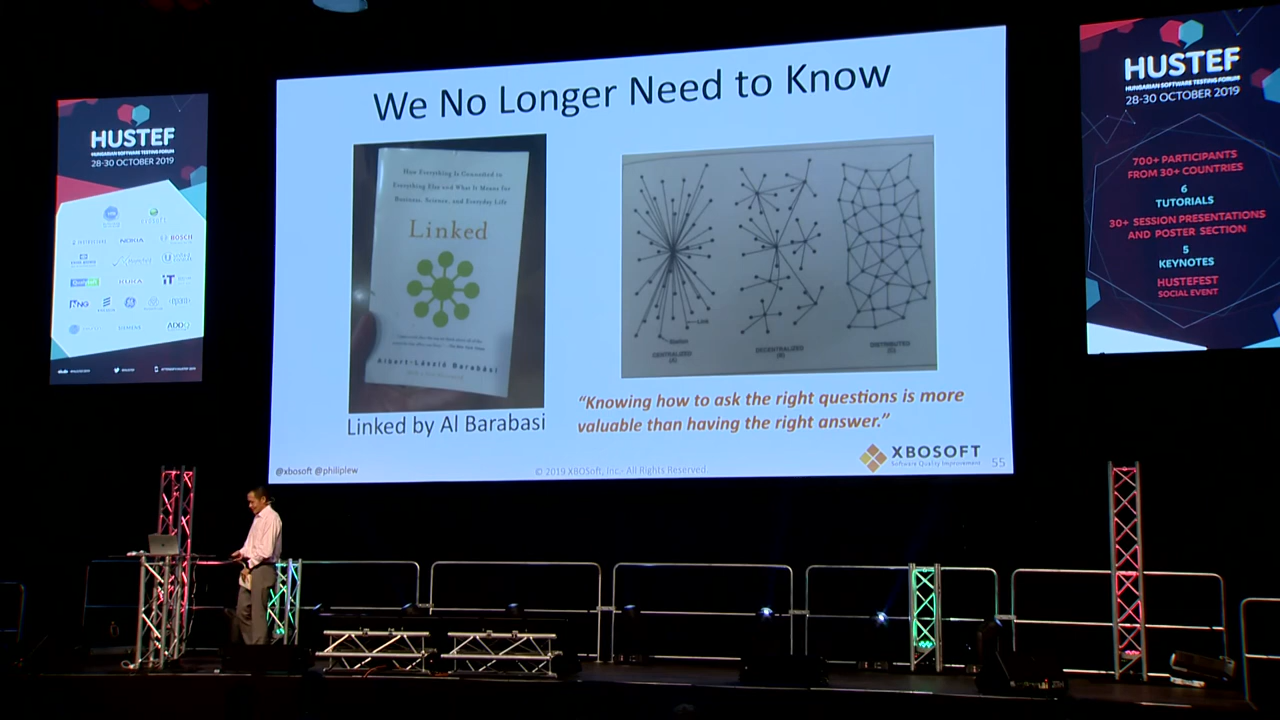 HUSTEF
HUNGARIAN SOFTWARE TESTING FORUM
28-30 OCTOBER 2019
NOKIA
BOSCH
KUKA
ING
SIEMENS
We No Longer Need to Know
How Everything Is Connected to
Everything Else and What It Means for
Business, Science, and Everyday Life
Linked
Albert-László Barabási
Linked by Al Barabasi
CENTRALIZED
(A)
DECENTRALIZED
(B)
DISTRIBUTED
(C)
“Knowing how to ask the right questions is more
valuable than having the right answer.”
@xbosoft @philiplew
© 2019 XBOSoft, Inc - All Rights Reserved.
XBOSOFT
Software Quality Improvement
55
HUSTEF
HUNGARIAN SOFTWARE TESTING FORUM
28-30 OCTOBER 2019
700+ PARTICIPANTS
FROM 30+ COUNTRIES
6
TUTORIALS
30+ SESSION PRESENTATIONS
AND POSTER SECTION
5
KEYNOTES
HUSTEFEST
SOCIAL EVENT